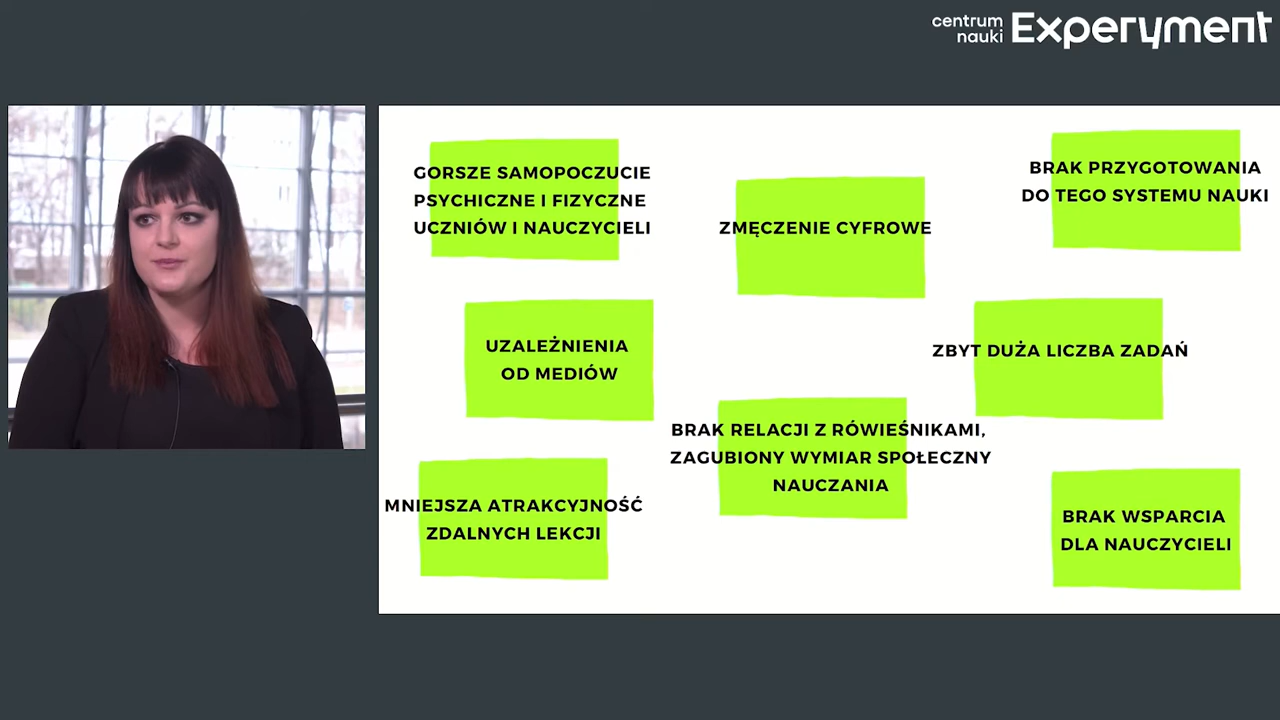 centrum
nauki
Experyment
GORSZE SAMOPOCZUCIE
PSYCHICZNE I FIZYCZNE
UCZNIÓW I NAUCZYCIELI
ZMĘCZENIE CYFROWE
BRAK PRZYGOTOWANIA
DO TEGO SYSTEMU NAUKI
UZALEŻNIENIA
OD MEDIÓW
ZBYT DUŻA LICZBA ZADAŃ
BRAK RELACJI Z RÓWIEŚNIKAMI,
ZAGUBIONY WYMIAR SPOŁECZNY
NAUCZANIA
MNIEJSZA ATRAKCYJNOŚĆ
ZDALNYCH LEKCJI
BRAK WSPARCIA
DLA NAUCZYCIELI